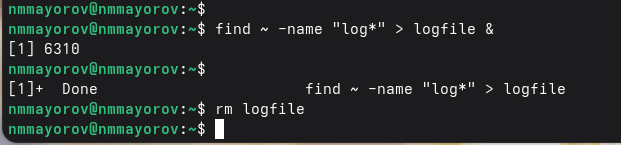 nmmayorov@nmmayorov:~$
nmmayorov@nmmayorov:~$ find ~ -name "log*" > logfile &
[1] 6310
nmmayorov@nmmayorov:~$
[1]+  Done                    find ~ -name "log*" > logfile
nmmayorov@nmmayorov:~$ rm logfile
nmmayorov@nmmayorov:~$